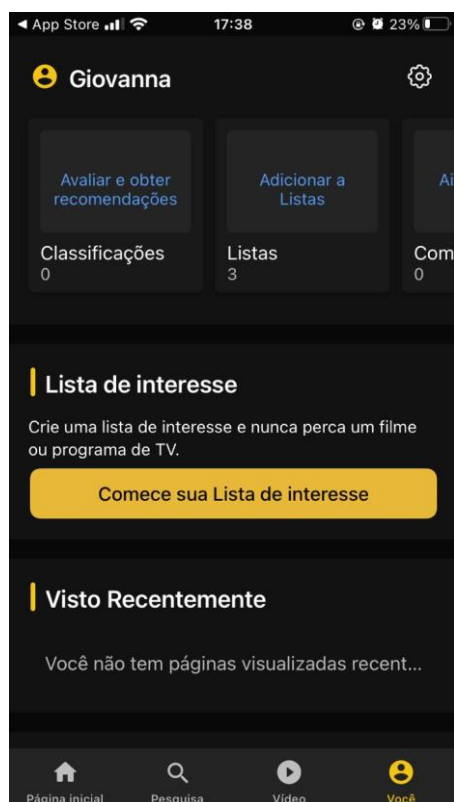 App Store
17:38
23%
Giovanna
Avaliar e obter
recomendações
Adicionar a
Listas
Classificações
0
Listas
3
Com
0
Lista de interesse
Crie uma lista de interesse e nunca perca um filme
ou programa de TV.
Comece sua Lista de interesse
Visto Recentemente
Você não tem páginas visualizadas recent...
Página inicial
Pesquisa
Vídeo
Você